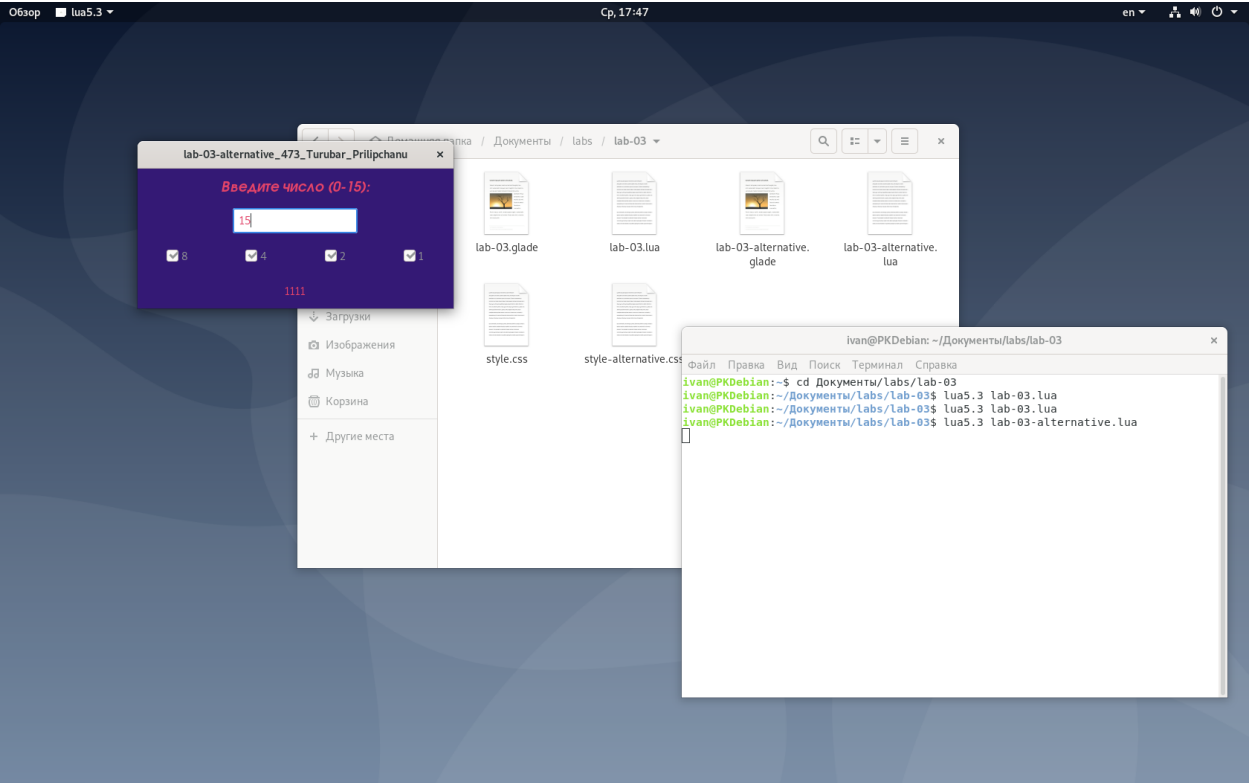 Обзор lua5.3 Ср, 17:47 en
lab-03-alternative_473_Turubar_Prilipchanu
Введите число (0-15):
15
8 4 2 1
1111
Домашняя папка / Документы / labs / lab-03
lab-03.glade
lab-03.lua
lab-03-alternative.
glade
lab-03-alternative.
lua
style.css
style-alternative.css
Загрузки
Изображения
Музыка
Корзина
Другие места
ivan@PKDebian: ~/Документы/labs/lab-03
Файл Правка Вид Поиск Терминал Справка
ivan@PKDebian:~$ cd Документы/labs/lab-03
ivan@PKDebian:~/Документы/labs/lab-03$ lua5.3 lab-03.lua
ivan@PKDebian:~/Документы/labs/lab-03$ lua5.3 lab-03.lua
ivan@PKDebian:~/Документы/labs/lab-03$ lua5.3 lab-03-alternative.lua